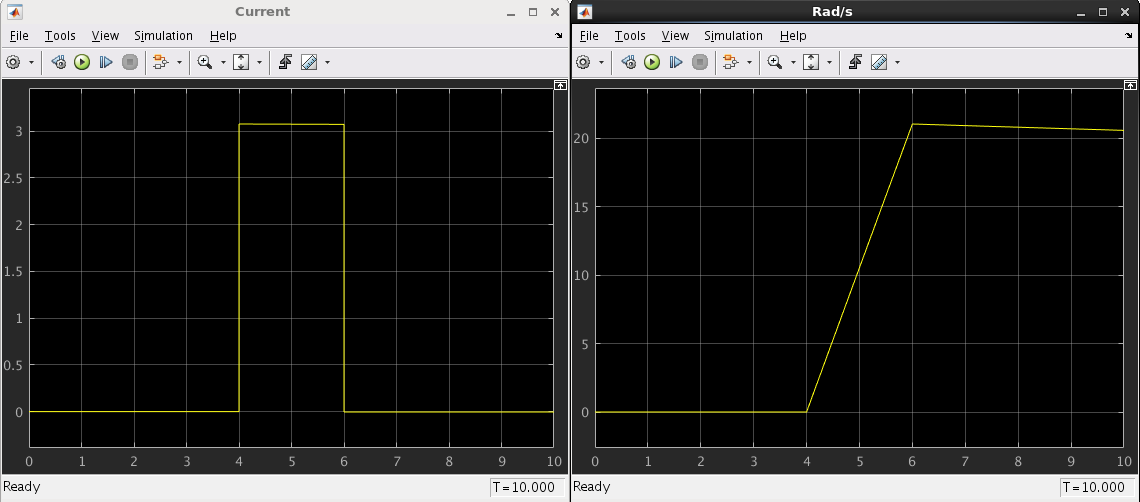 Current
File Tools View Simulation Help
3
2.5
2
1.5
1
0.5
0
0 1 2 3 4 5 6 7 8 9 10
Ready T=10.000
Rad/s
File Tools View Simulation Help
20
15
10
5
0
0 1 2 3 4 5 6 7 8 9 10
Ready T=10.000